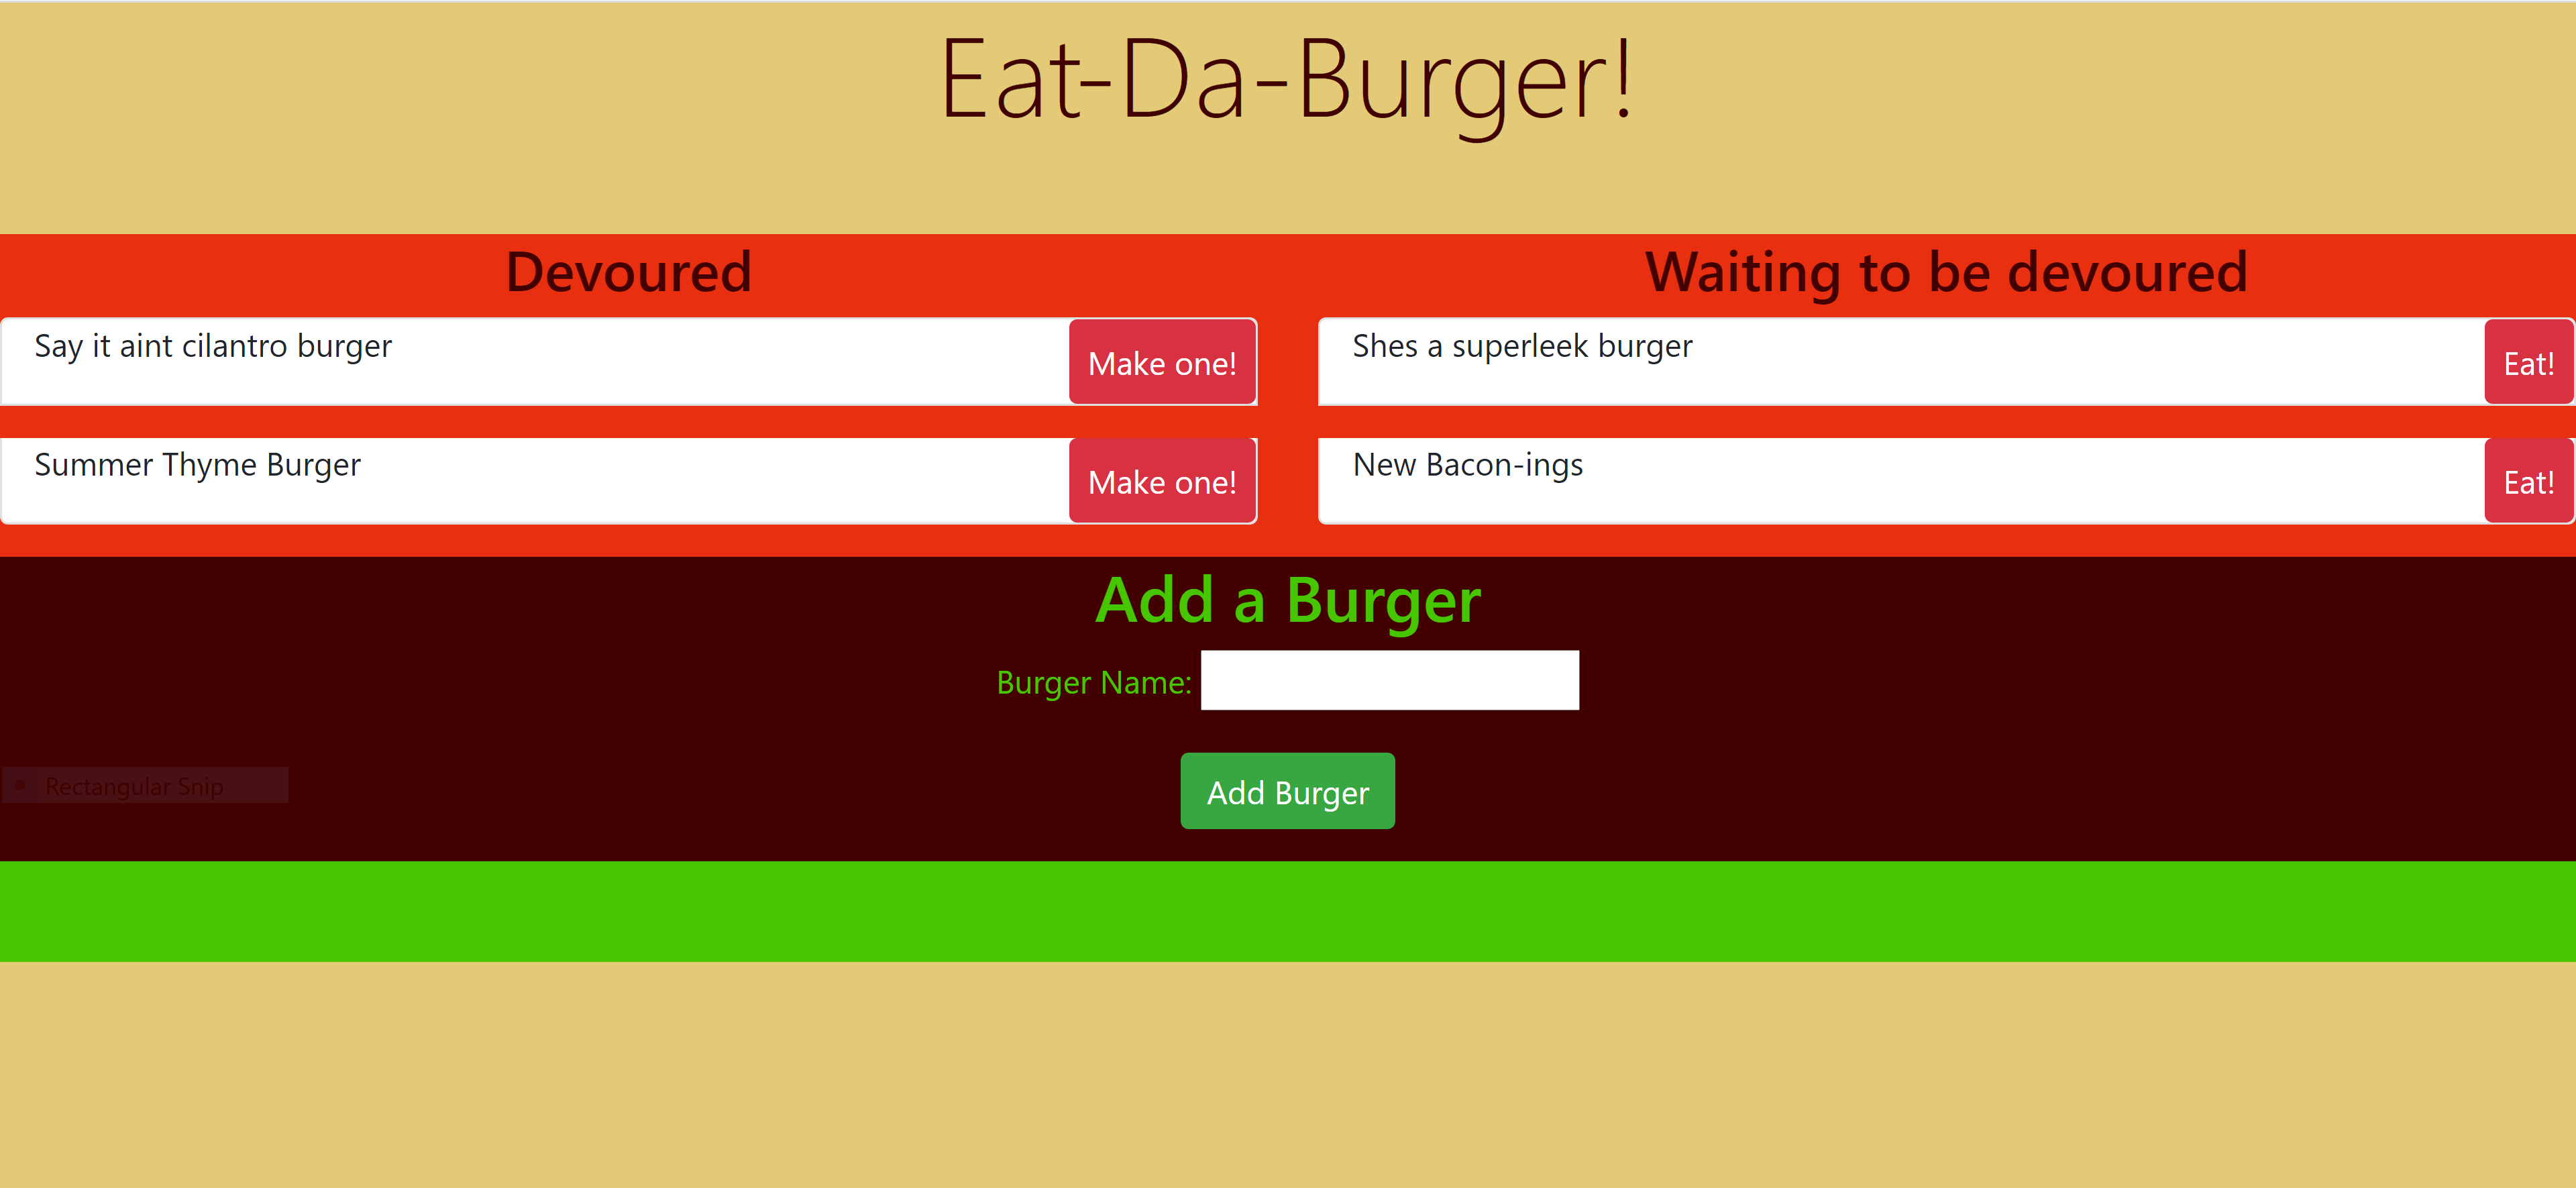 Eat-Da-Burger!
Devoured
Waiting to be devoured
Say it aint cilantro burger
Make one!
Shes a superleek burger
Eat!
Summer Thyme Burger
Make one!
New Bacon-ings
Eat!
Add a Burger
Burger Name:
Rectangular Snip
Add Burger